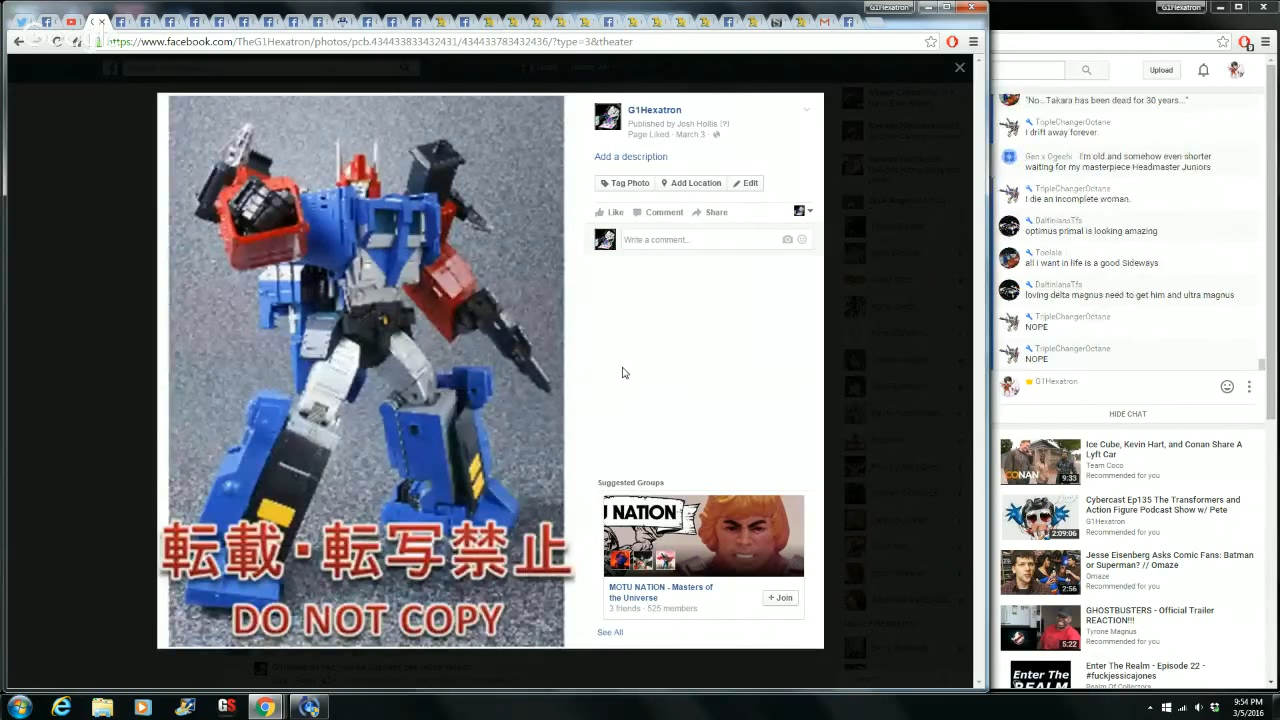 G1Hexatron
G1Hexatron
https://www.facebook.com/TheG1Hexatron/photos/pcb.434433833432431/434433783432436/?type=3&theater
転載・転写禁止
DO NOT COPY
G1Hexatron
Published by Josh Hollis [?]
Page Liked · March 3 ·
Add a description
Tag Photo
Add Location
Edit
Like
Comment
Share
Write a comment...
Suggested Groups
U NATION
MOTU NATION - Masters of
the Universe
3 friends · 525 members
+ Join
See All
Upload
"No...Takara has been dead for 30 years..."
TripleChangerOctane
I drift away forever.
Gen x Ogechi I'm old and somehow even shorter
waiting for my masterpiece Headmaster Juniors
TripleChangerOctane
I die an incomplete woman.
DaltiniansTfs
optimus primal is looking amazing
Toolala
all i want in life is a good Sideways
DaltiniansTfs
loving delta magnus need to get him and ultra magnus
TripleChangerOctane
NOPE
TripleChangerOctane
NOPE
G1Hexatron
HIDE CHAT
CONAN
9:33
Ice Cube, Kevin Hart, and Conan Share A
Lyft Car
Team Coco
Recommended for you
2:09:06
Cybercast Ep135 The Transformers and
Action Figure Podcast Show w/ Pete
G1Hexatron
Recommended for you
2:56
Jesse Eisenberg Asks Comic Fans: Batman
or Superman? // Omaze
Omaze
Recommended for you
5:22
GHOSTBUSTERS - Official Trailer
REACTION!!!
Tyrone Magnus
Recommended for you
Enter The
REALM
Enter The Realm - Episode 22 -
#fuckjessicajones
Realm Of Collectors
GS
9:54 PM
3/5/2016